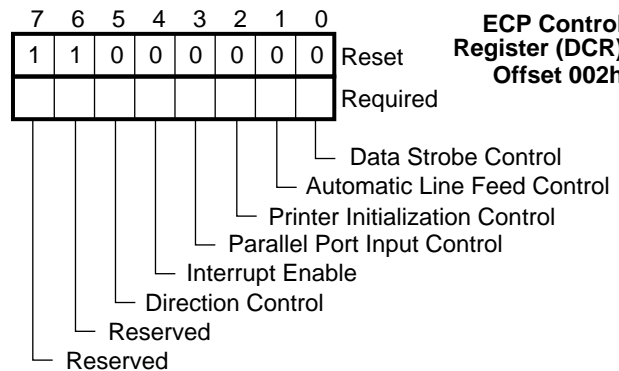 7 6 5 4 3 2 1 0
ECP Control
Register (DCR)
Offset 002h
1 1 0 0 0 0 0 0 Reset
Required
Data Strobe Control
Automatic Line Feed Control
Printer Initialization Control
Parallel Port Input Control
Interrupt Enable
Direction Control
Reserved
Reserved